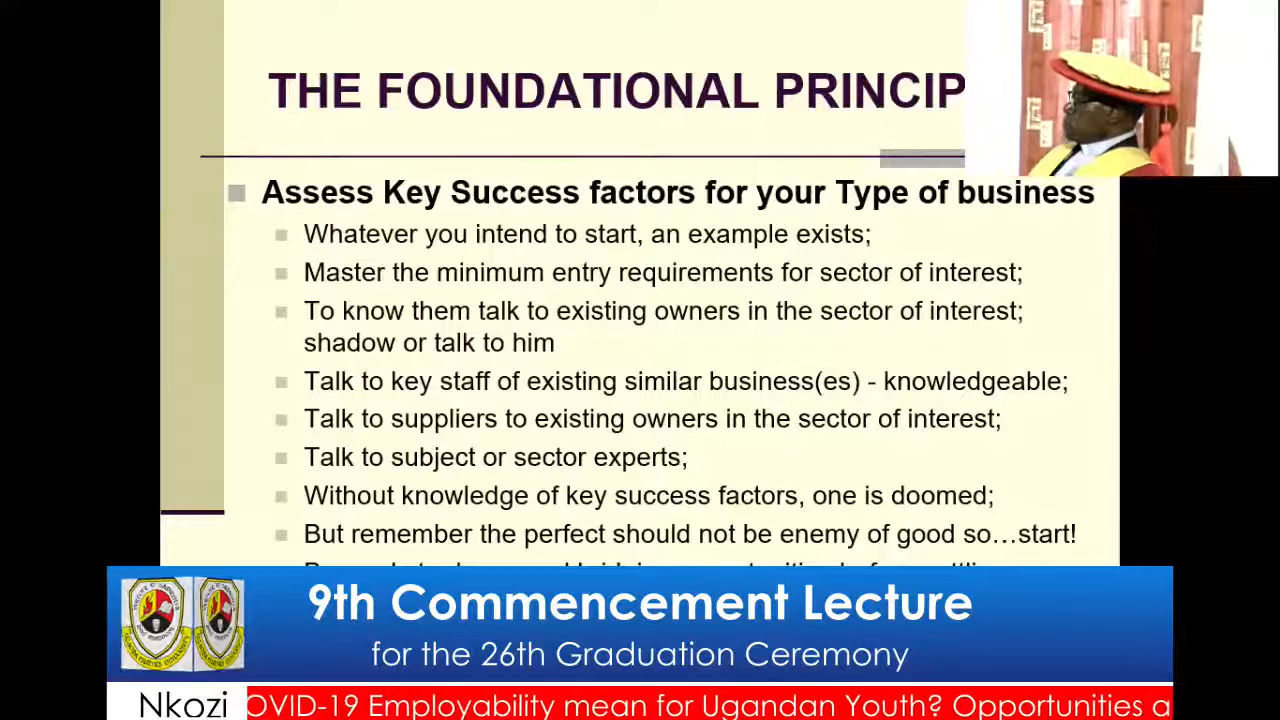 THE FOUNDATIONAL PRINCIP
Assess Key Success factors for your Type of business
Whatever you intend to start, an example exists;
Master the minimum entry requirements for sector of interest;
To know them talk to existing owners in the sector of interest;
shadow or talk to him
Talk to key staff of existing similar business(es) - knowledgeable;
Talk to suppliers to existing owners in the sector of interest;
Talk to subject or sector experts;
Without knowledge of key success factors, one is doomed;
But remember the perfect should not be enemy of good so…start!
9th Commencement Lecture
for the 26th Graduation Ceremony
Nkozi
OVID-19 Employability mean for Ugandan Youth? Opportunities a